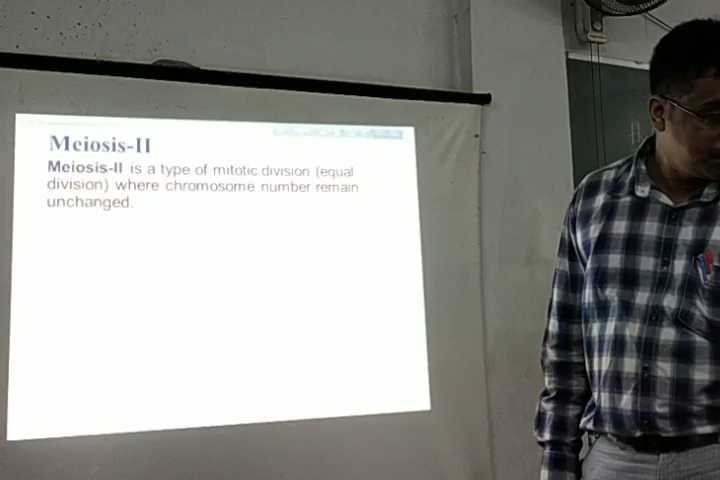 Meiosis-II
Meiosis-II is a type of mitotic division (equal
division) where chromosome number remain
unchanged.